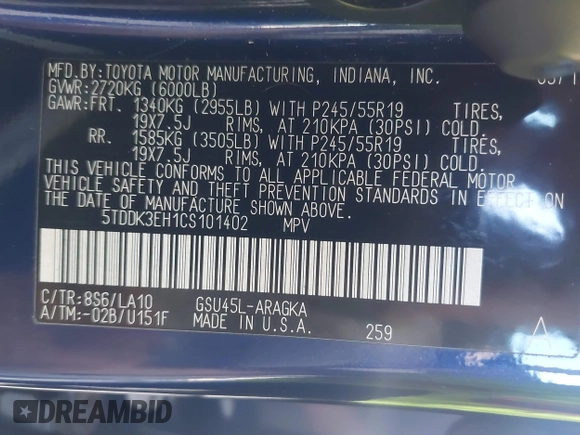 MFD.BY:TOYOTA MOTOR MANUFACTURING, INDIANA, INC.
GVWR:2720KG (6000LB)
GAWR:FRT. 1340KG (2955LB) WITH P245/55R19 TIRES,
19X7.5J RIMS, AT 210KPA (30PSI) COLD.
RR. 1585KG (3505LB) WITH P245/55R19 TIRES,
19X7.5J RIMS, AT 210KPA (30PSI) COLD.
THIS VEHICLE CONFORMS TO ALL APPLICABLE FEDERAL MOTOR
VEHICLE SAFETY AND THEFT PREVENTION STANDARDS IN EFFECT ON
THE DATE OF MANUFACTURE SHOWN ABOVE.
5TDDK3EH1CS101402 MPV
C/TR:8S6/LA10 GSU45L-ARAGKA
A/TM:-02B/U151F MADE IN U.S.A. 259
DREAMBID